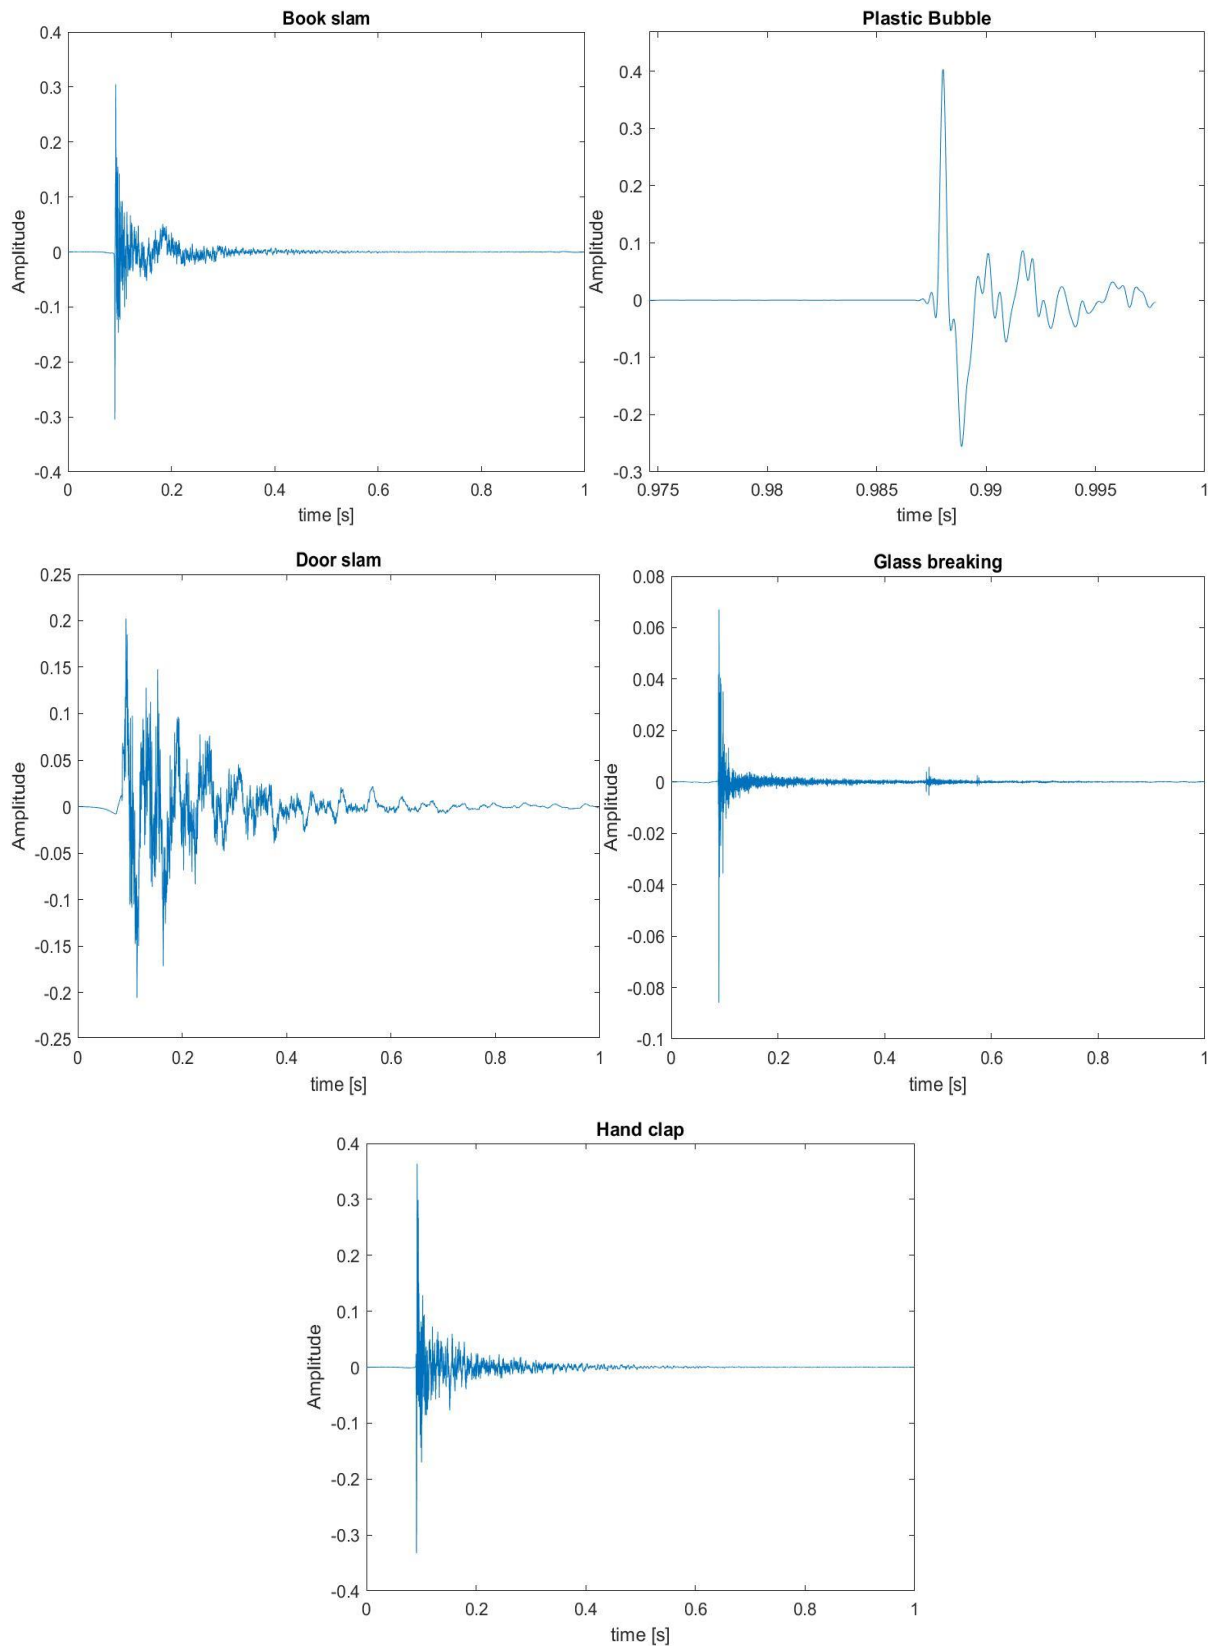 Book slam
0.4
0.3
0.2
0.1
0
-0.1
-0.2
-0.3
-0.4
Amplitude
0 0.2 0.4 0.6 0.8 1
time [s]
Plastic Bubble
0.4
0.3
0.2
0.1
0
-0.1
-0.2
-0.3
Amplitude
0.975 0.98 0.985 0.99 0.995 1
time [s]
Door slam
0.25
0.2
0.15
0.1
0.05
0
-0.05
-0.1
-0.15
-0.2
-0.25
Amplitude
0 0.2 0.4 0.6 0.8 1
time [s]
Glass breaking
0.08
0.06
0.04
0.02
0
-0.02
-0.04
-0.06
-0.08
-0.1
Amplitude
0 0.2 0.4 0.6 0.8 1
time [s]
Hand clap
0.4
0.3
0.2
0.1
0
-0.1
-0.2
-0.3
-0.4
Amplitude
0 0.2 0.4 0.6 0.8 1
time [s]